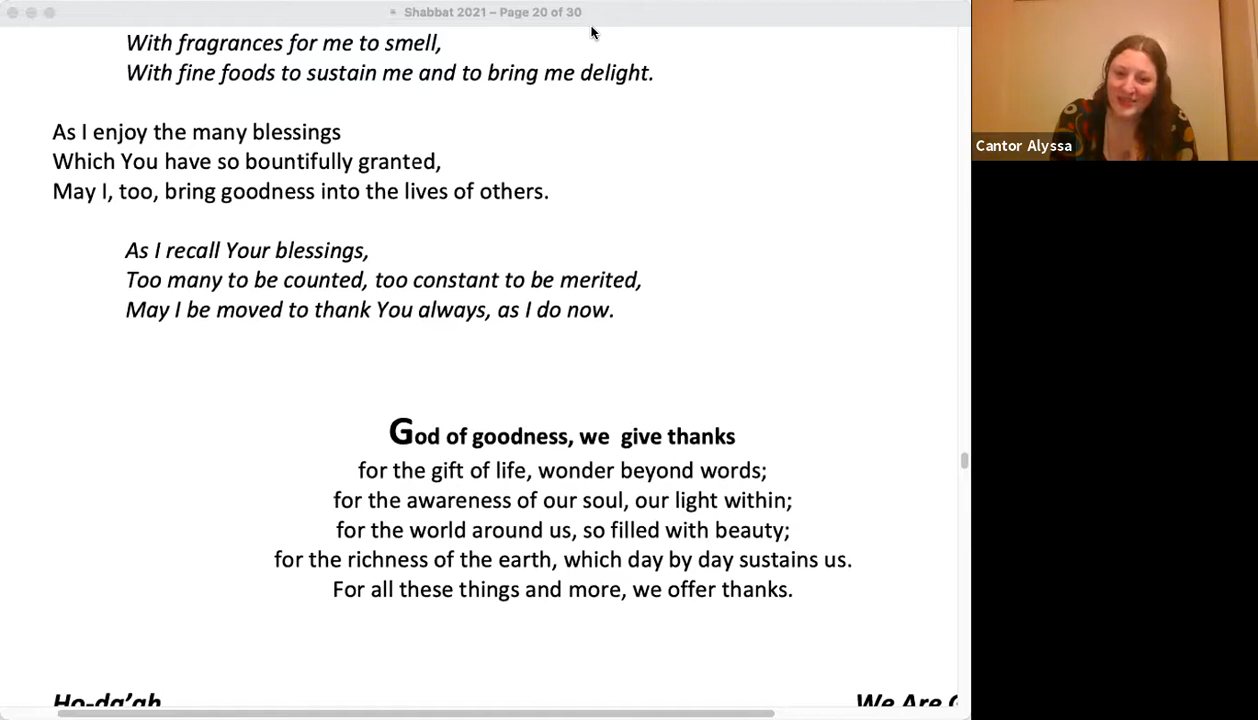 Shabbat 2021 – Page 20 of 30
With fragrances for me to smell,
With fine foods to sustain me and to bring me delight.
Cantor Alyssa
As I enjoy the many blessings
Which You have so bountifully granted,
May I, too, bring goodness into the lives of others.
As I recall Your blessings,
Too many to be counted, too constant to be merited,
May I be moved to thank You always, as I do now.
God of goodness, we give thanks
for the gift of life, wonder beyond words;
for the awareness of our soul, our light within;
for the world around us, so filled with beauty;
for the richness of the earth, which day by day sustains us.
For all these things and more, we offer thanks.
Ho-da’ah
We Are